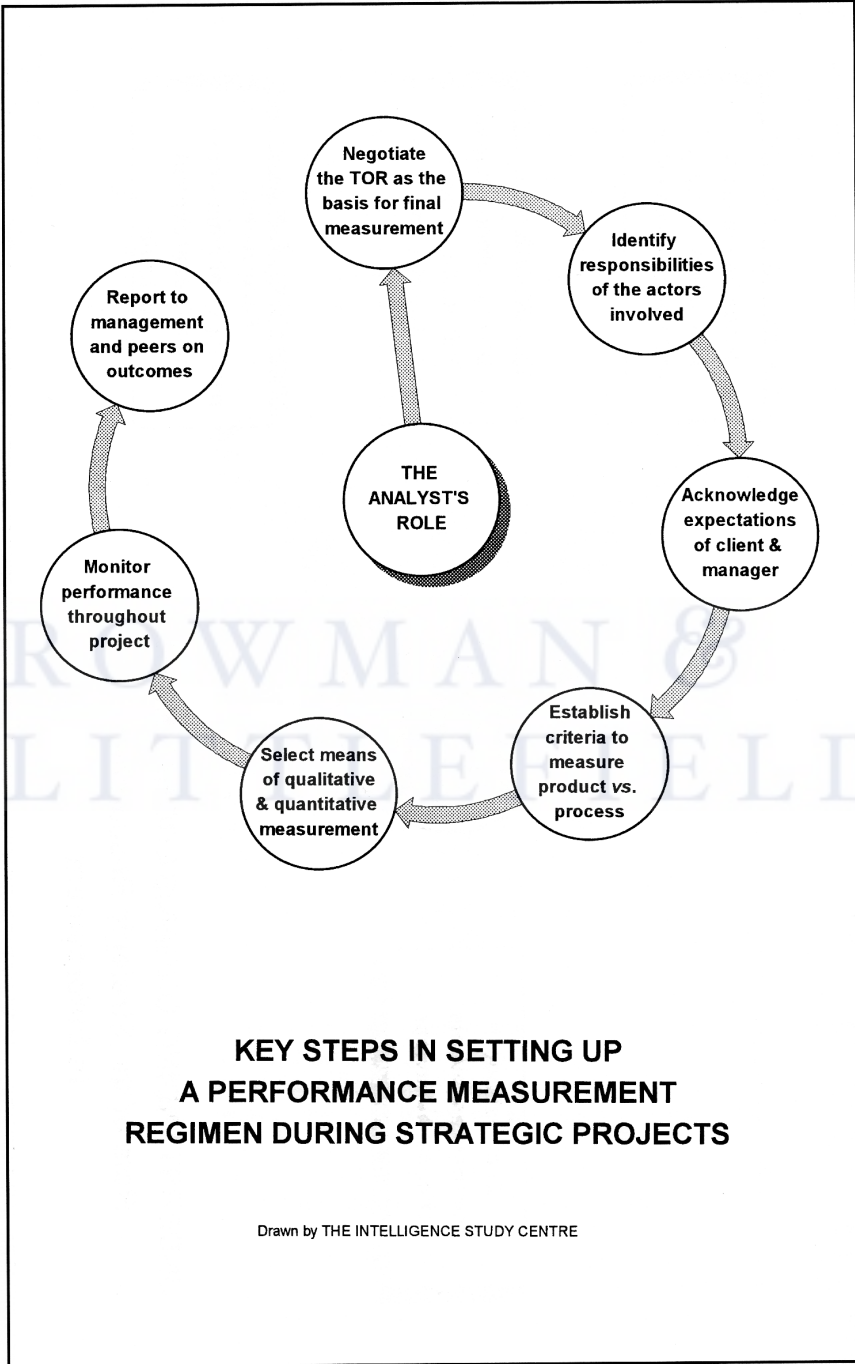 Negotiate
the TOR as the
basis for final
measurement
Identify
responsibilities
of the actors
involved
Report to
management
and peers on
outcomes
THE
ANALYST'S
ROLE
Acknowledge
expectations
of client &
manager
Monitor
performance
throughout
project
Establish
criteria to
measure
product vs.
process
Select means
of qualitative
& quantitative
measurement
ROWMAN &
LITTLEFIELD
KEY STEPS IN SETTING UP
A PERFORMANCE MEASUREMENT
REGIMEN DURING STRATEGIC PROJECTS
Drawn by THE INTELLIGENCE STUDY CENTRE